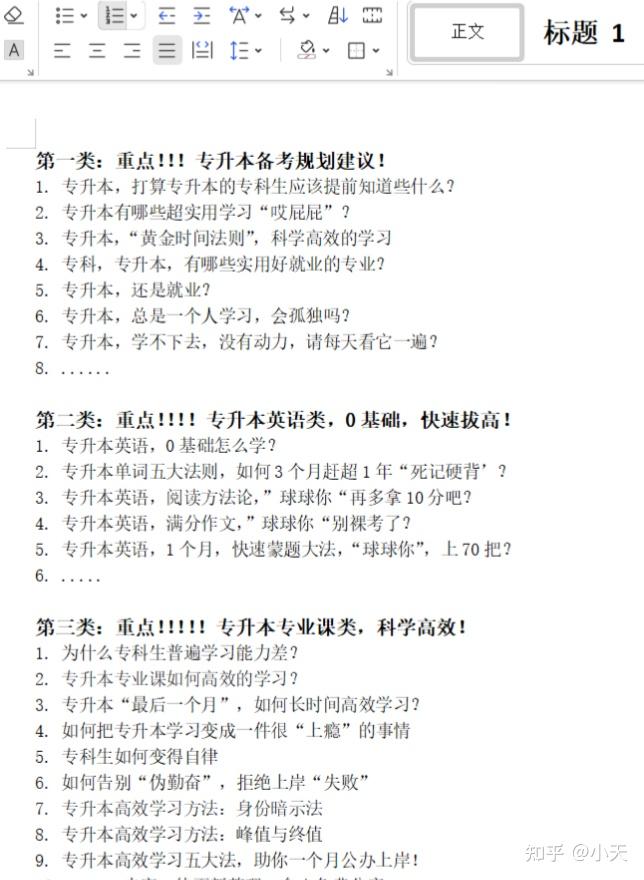 正文
标题 1
A
第一类：重点!!! 专升本备考规划建议!
1. 专升本，打算专升本的专科生应该提前知道些什么?
2. 专升本有哪些超实用学习“哎屁屁”?
3. 专升本，“黄金时间法则”，科学高效的学习
4. 专科，专升本，有哪些实用好就业的专业?
5. 专升本，还是就业?
6. 专升本，总是一个人学习，会孤独吗?
7. 专升本，学不下去，没有动力，请每天看它一遍?
8. ......
第二类：重点!!!! 专升本英语类，0 基础，快速拔高!
1. 专升本英语，0 基础怎么学?
2. 专升本单词五大法则，如何 3 个月赶超 1 年“死记硬背’?
3. 专升本英语，阅读方法论，”球球你“再多拿 10 分吧?
4. 专升本英语，满分作文，”球球你“别裸考了?
5. 专升本英语，1 个月，快速蒙题大法，“球球你”，上 70 把?
6. .....
第三类：重点!!!!! 专升本专业课类，科学高效!
1. 为什么专科生普遍学习能力差?
2. 专升本专业课如何高效的学习?
3. 专升本“最后一个月”，如何长时间高效学习?
4. 如何把专升本学习变成一件很“上瘾”的事情
5. 专科生如何变得自律
6. 如何告别“伪勤奋”，拒绝上岸“失败”
7. 专升本高效学习方法：身份暗示法
8. 专升本高效学习方法：峰值与终值
9. 专升本高效学习五大法，助你一个月公办上岸!
知乎 @小天